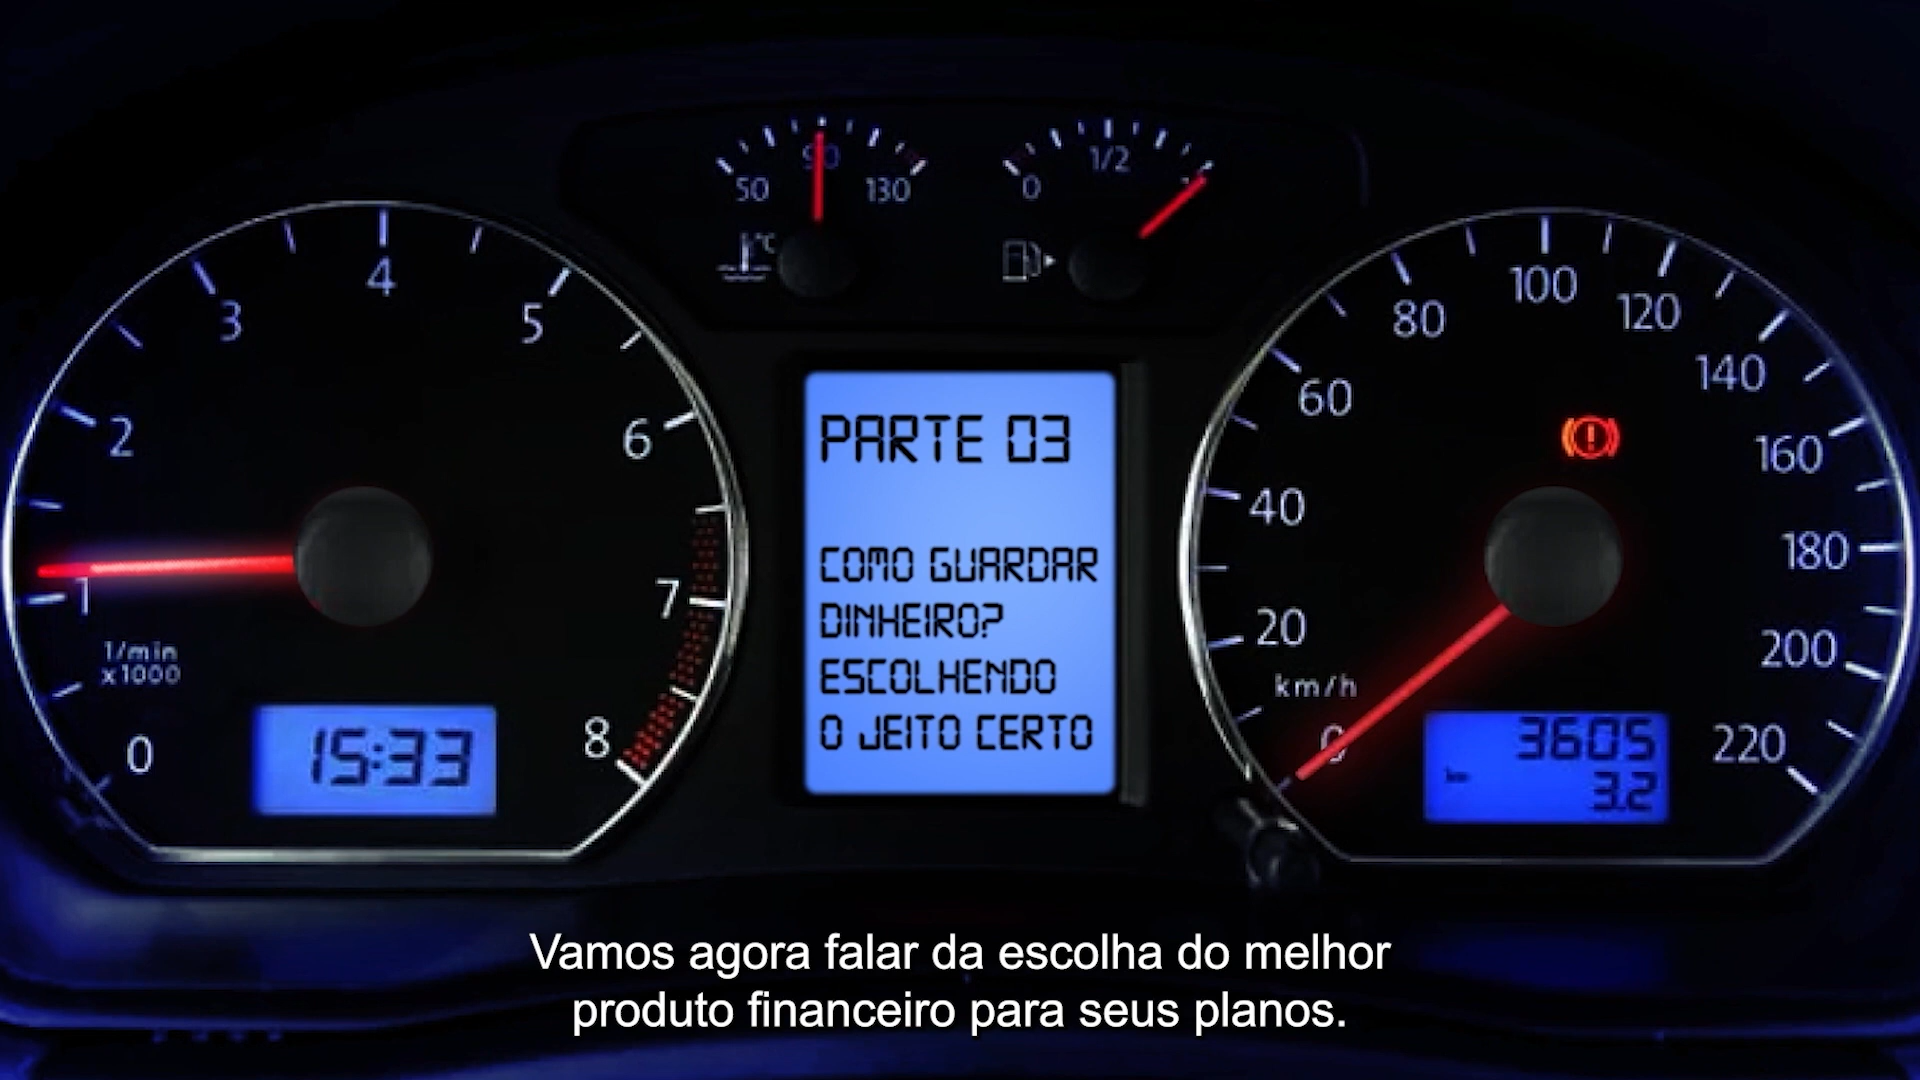 50
90
130
0
1/2
°C
0
1
2
3
4
5
6
7
8
1/min
x1000
15:33
PARTE 03
COMO GUARDAR
DINHEIRO?
ESCOLHENDO
O JEITO CERTO
0
20
40
60
80
100
120
140
160
180
200
220
km/h
3605
km
3.2
Vamos agora falar da escolha do melhor
produto financeiro para seus planos.